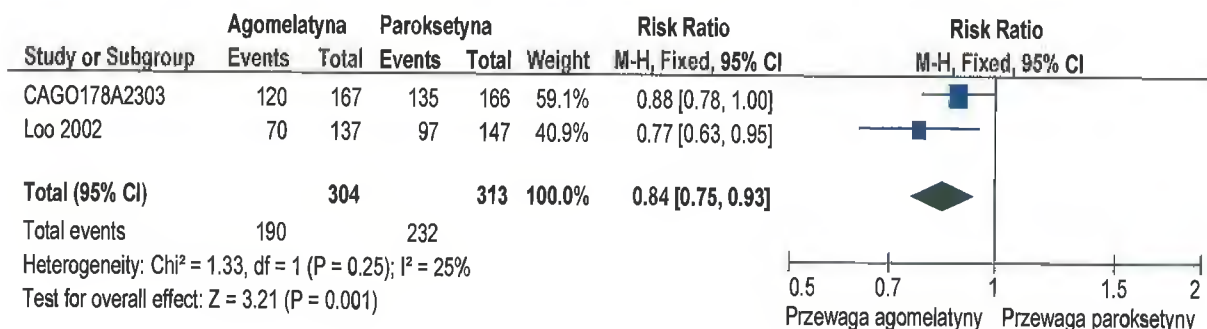 Agomelatyna Paroksetyna Risk Ratio Risk Ratio
Study or Subgroup Events Total Events Total Weight M-H, Fixed, 95% CI M-H, Fixed, 95% CI
CAGO178A2303 120 167 135 166 59.1% 0.88 [0.78, 1.00]
Loo 2002 70 137 97 147 40.9% 0.77 [0.63, 0.95]
Total (95% CI) 304 313 100.0% 0.84 [0.75, 0.93]
Total events 190 232
Heterogeneity: Chi² = 1.33, df = 1 (P = 0.25); I² = 25%
Test for overall effect: Z = 3.21 (P = 0.001)
0.5 0.7 1 1.5 2
Przewaga agomelatyny Przewaga paroksetyny